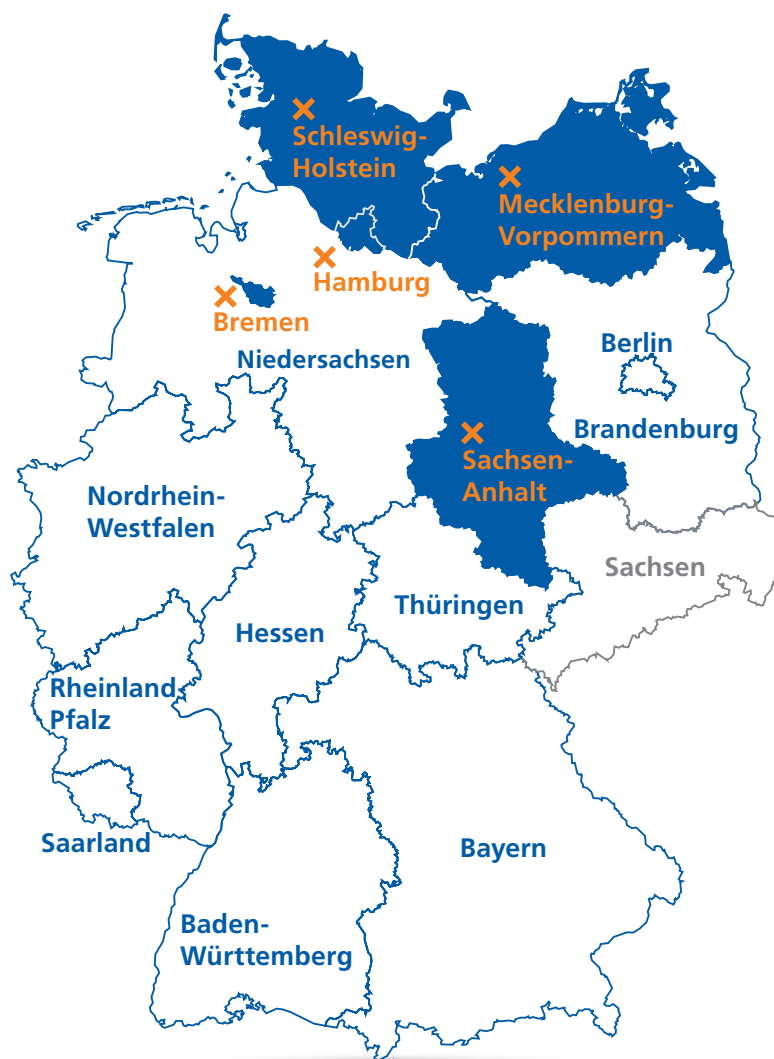 Schleswig-
Holstein
Mecklenburg-
Vorpommern
Hamburg
Bremen
Niedersachsen
Berlin
Brandenburg
Sachsen-
Anhalt
Nordrhein-
Westfalen
Sachsen
Thüringen
Hessen
Rheinland-
Pfalz
Saarland
Bayern
Baden-
Württemberg